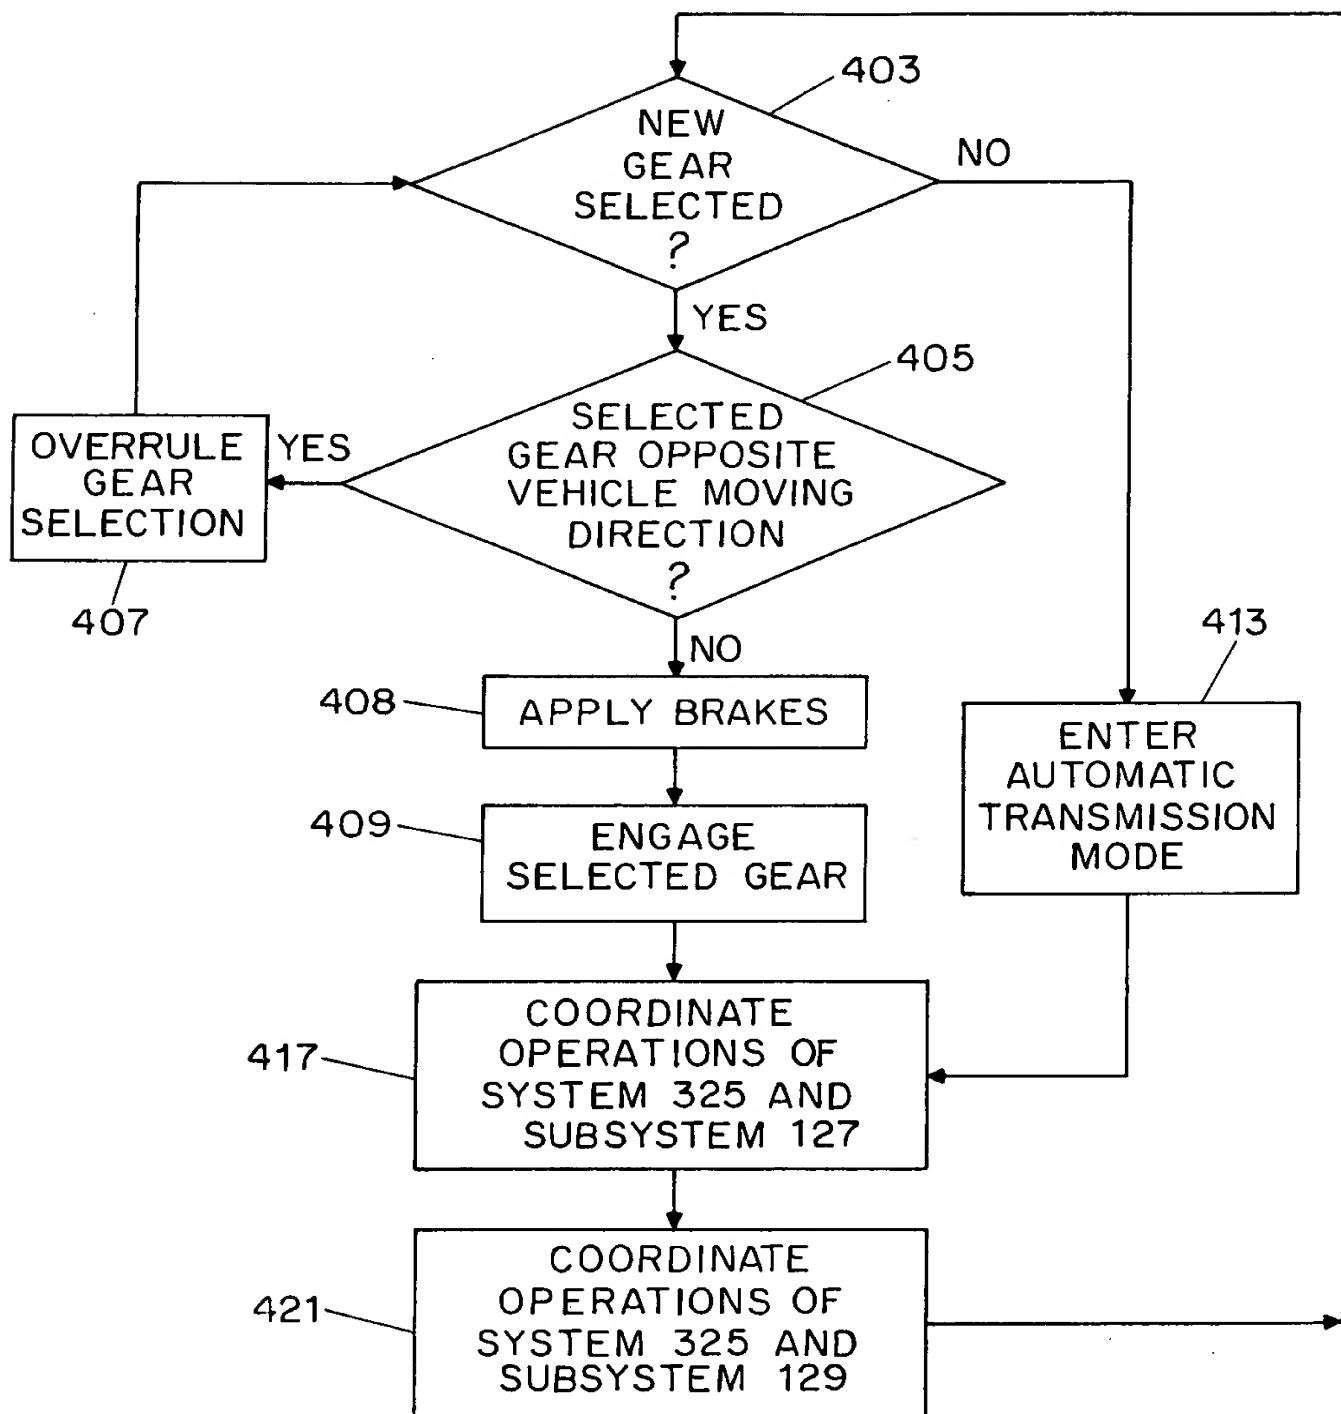 403
NEW
GEAR
SELECTED
?
NO
YES
405
SELECTED
GEAR OPPOSITE
VEHICLE MOVING
DIRECTION
?
YES
OVERRULE
GEAR
SELECTION
407
NO
408
APPLY BRAKES
413
ENTER
AUTOMATIC
TRANSMISSION
MODE
409
ENGAGE
SELECTED GEAR
417
COORDINATE
OPERATIONS OF
SYSTEM 325 AND
SUBSYSTEM 127
421
COORDINATE
OPERATIONS OF
SYSTEM 325 AND
SUBSYSTEM 129